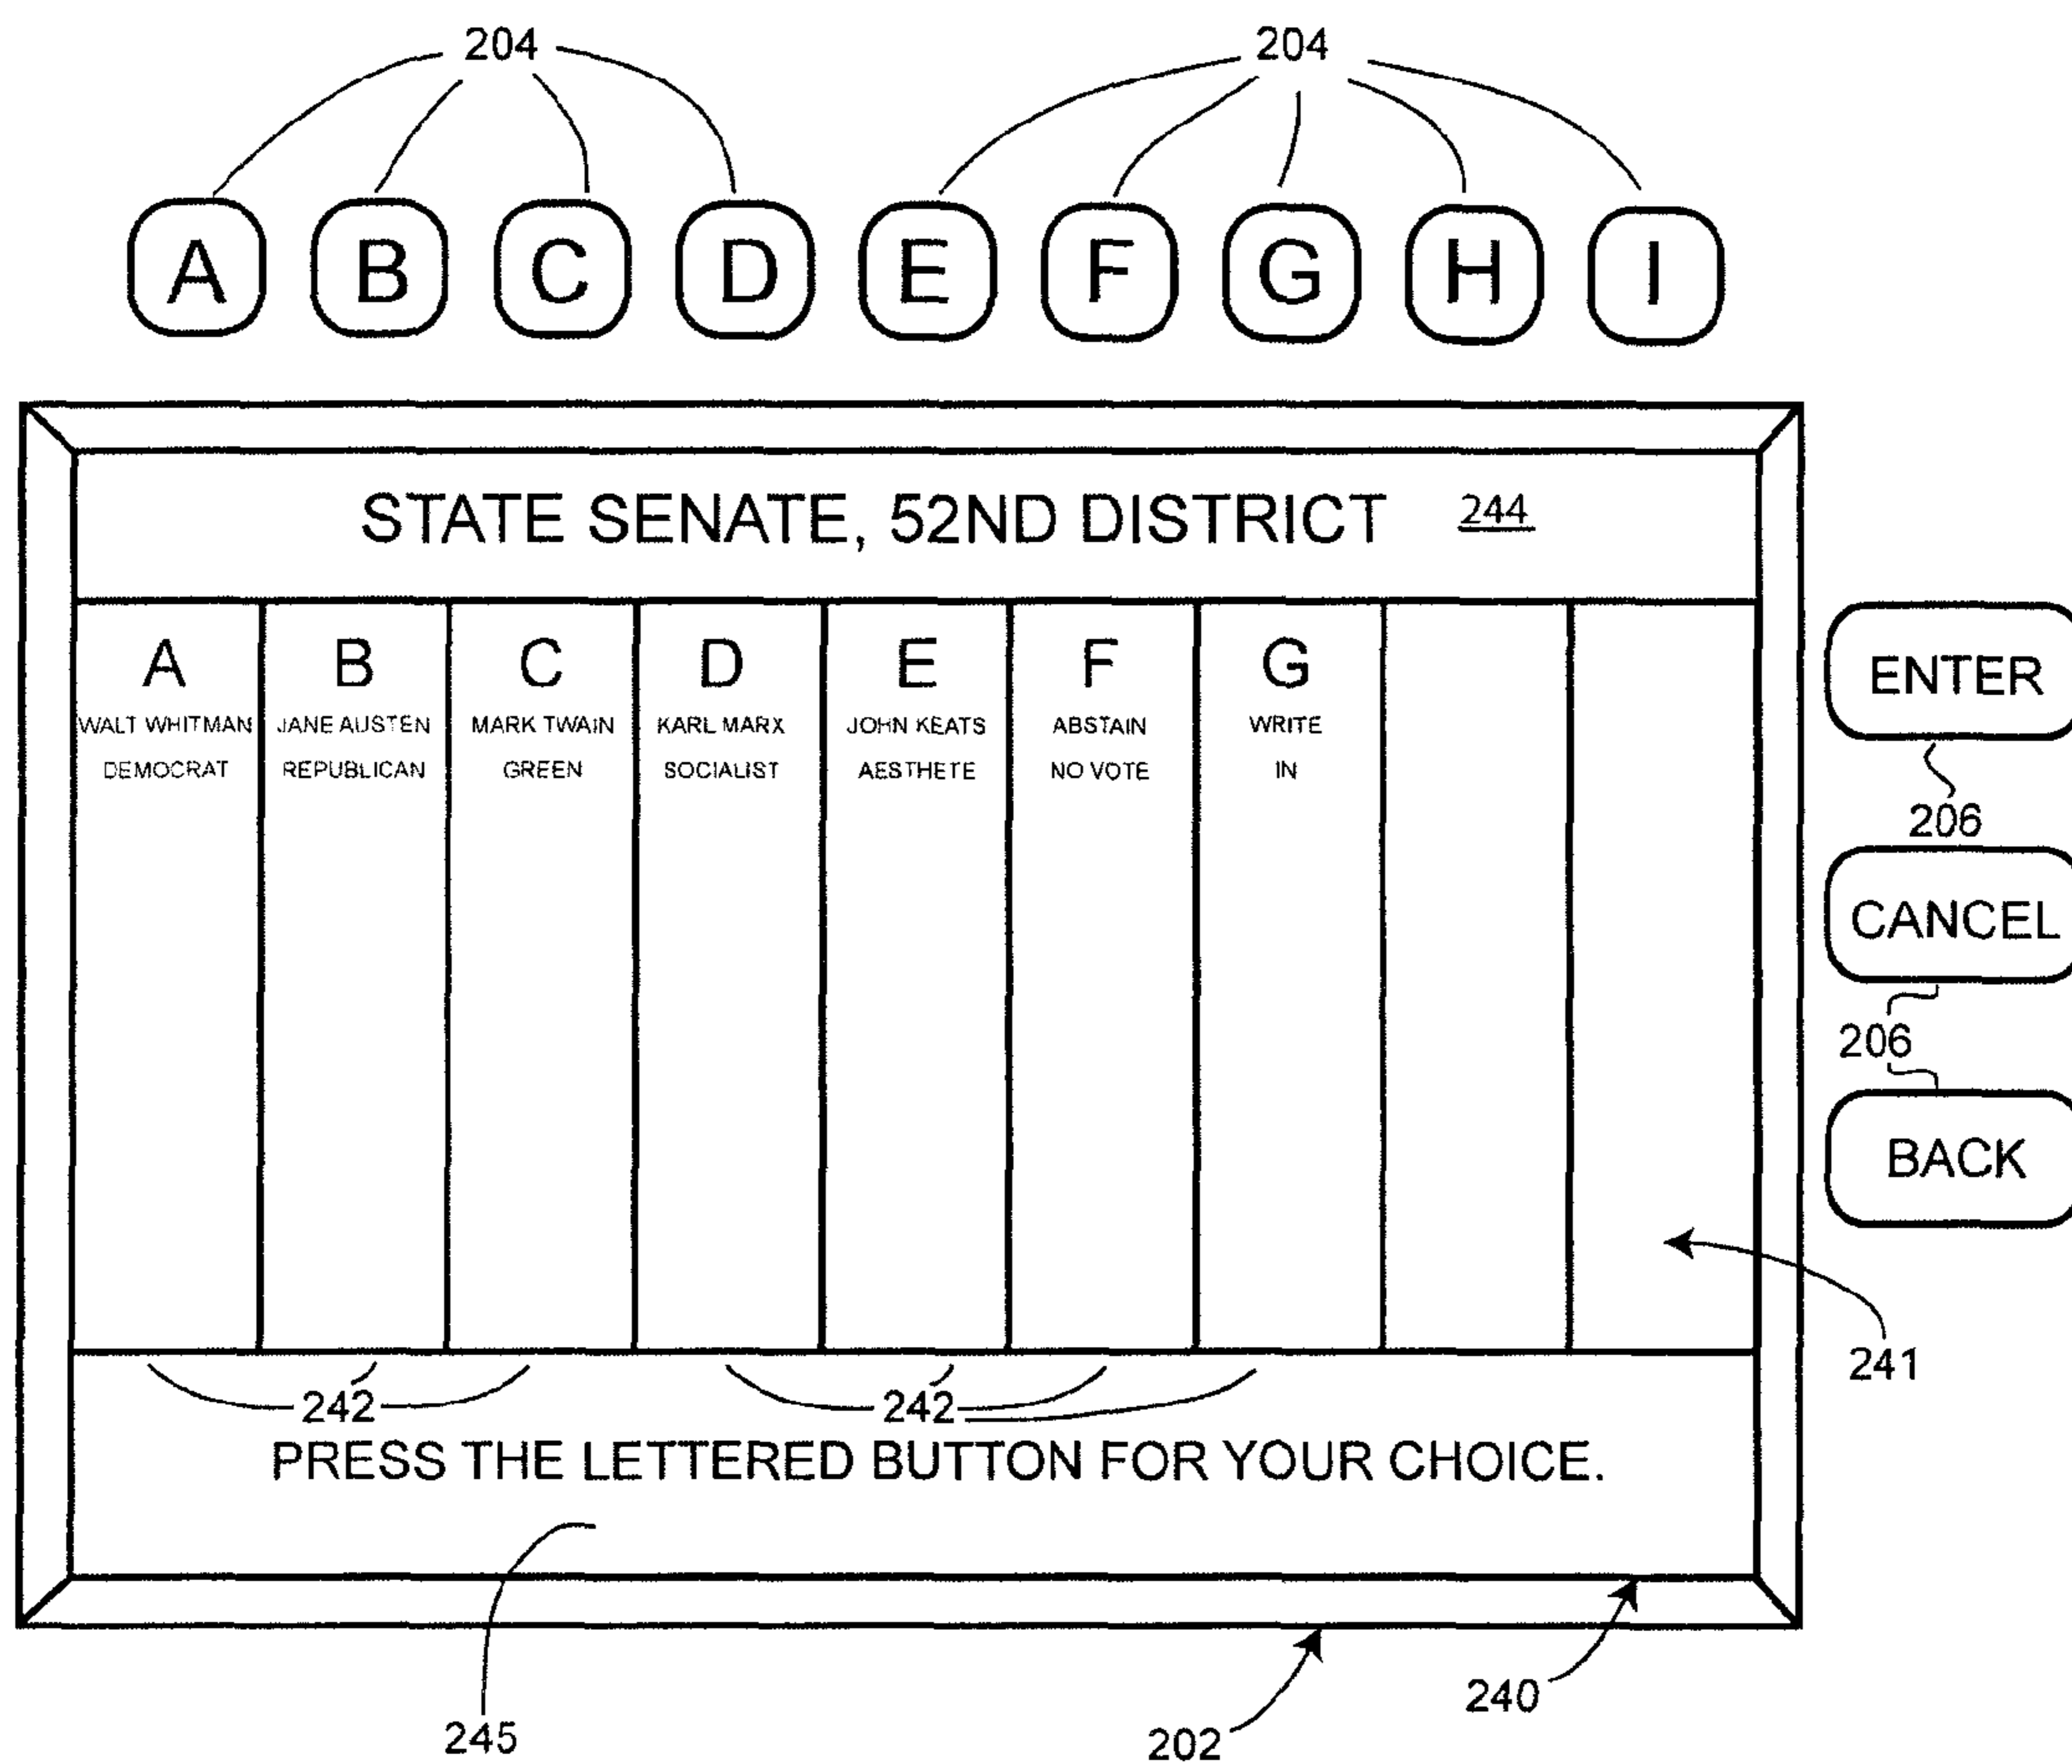 204 204
A B C D E F G H I
STATE SENATE, 52ND DISTRICT 244
A B C D E F G
WALT WHITMAN JANE AUSTEN MARK TWAIN KARL MARX JOHN KEATS ABSTAIN WRITE
DEMOCRAT REPUBLICAN GREEN SOCIALIST AESTHETE NO VOTE IN
ENTER
206
CANCEL
206
BACK
241
242 242
PRESS THE LETTERED BUTTON FOR YOUR CHOICE.
240
245 202